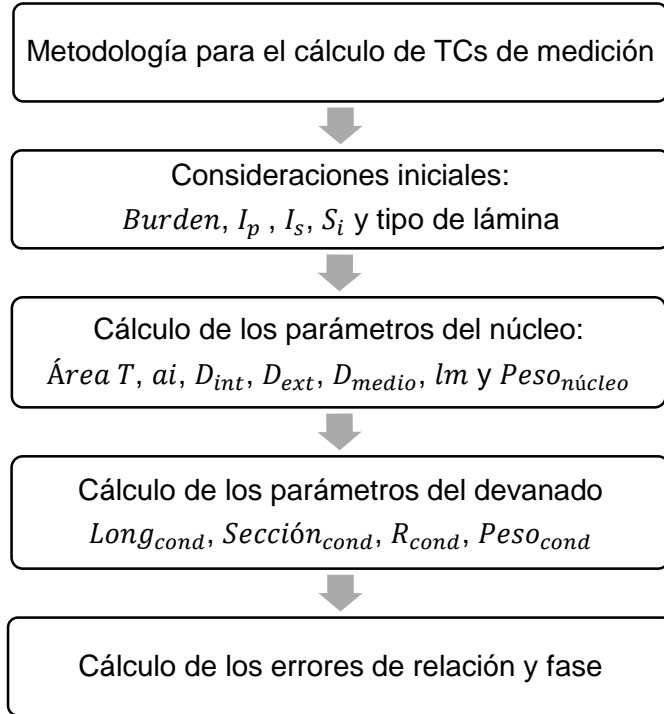 Metodología para el cálculo de TCs de medición
Consideraciones iniciales:
Burden, I_p , I_s, S_i y tipo de lámina
Cálculo de los parámetros del núcleo:
Área T, ai, D_int, D_ext, D_medio, lm y Peso_núcleo
Cálculo de los parámetros del devanado
Long_cond, Sección_cond, R_cond, Peso_cond
Cálculo de los errores de relación y fase